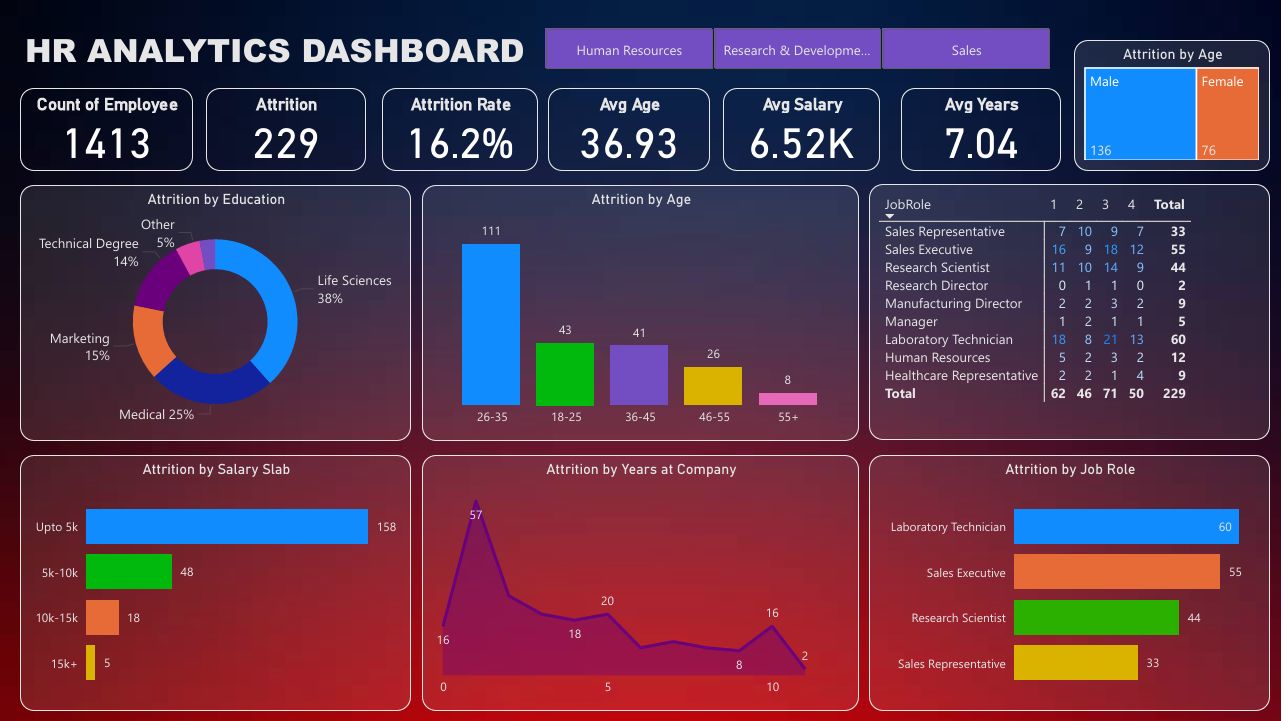 HR ANALYTICS DASHBOARD
Human Resources
Research & Developme...
Sales
Attrition by Age
Male
Female
136
76
Count of Employee
1413
Attrition
229
Attrition Rate
16.2%
Avg Age
36.93
Avg Salary
6.52K
Avg Years
7.04
Attrition by Education
Other
5%
Technical Degree
14%
Life Sciences
38%
Marketing
15%
Medical 25%
Attrition by Age
111
43
41
26
8
26-35 18-25 36-45 46-55 55+
JobRole 1 2 3 4 Total
Sales Representative 7 10 9 7 33
Sales Executive 16 9 18 12 55
Research Scientist 11 10 14 9 44
Research Director 0 1 1 0 2
Manufacturing Director 2 2 3 2 9
Manager 1 2 1 1 5
Laboratory Technician 18 8 21 13 60
Human Resources 5 2 3 2 12
Healthcare Representative 2 2 1 4 9
Total 62 46 71 50 229
Attrition by Salary Slab
Upto 5k 158
5k-10k 48
10k-15k 18
15k+ 5
Attrition by Years at Company
57
20
16
18
16
8
2
0 5 10
Attrition by Job Role
Laboratory Technician 60
Sales Executive 55
Research Scientist 44
Sales Representative 33